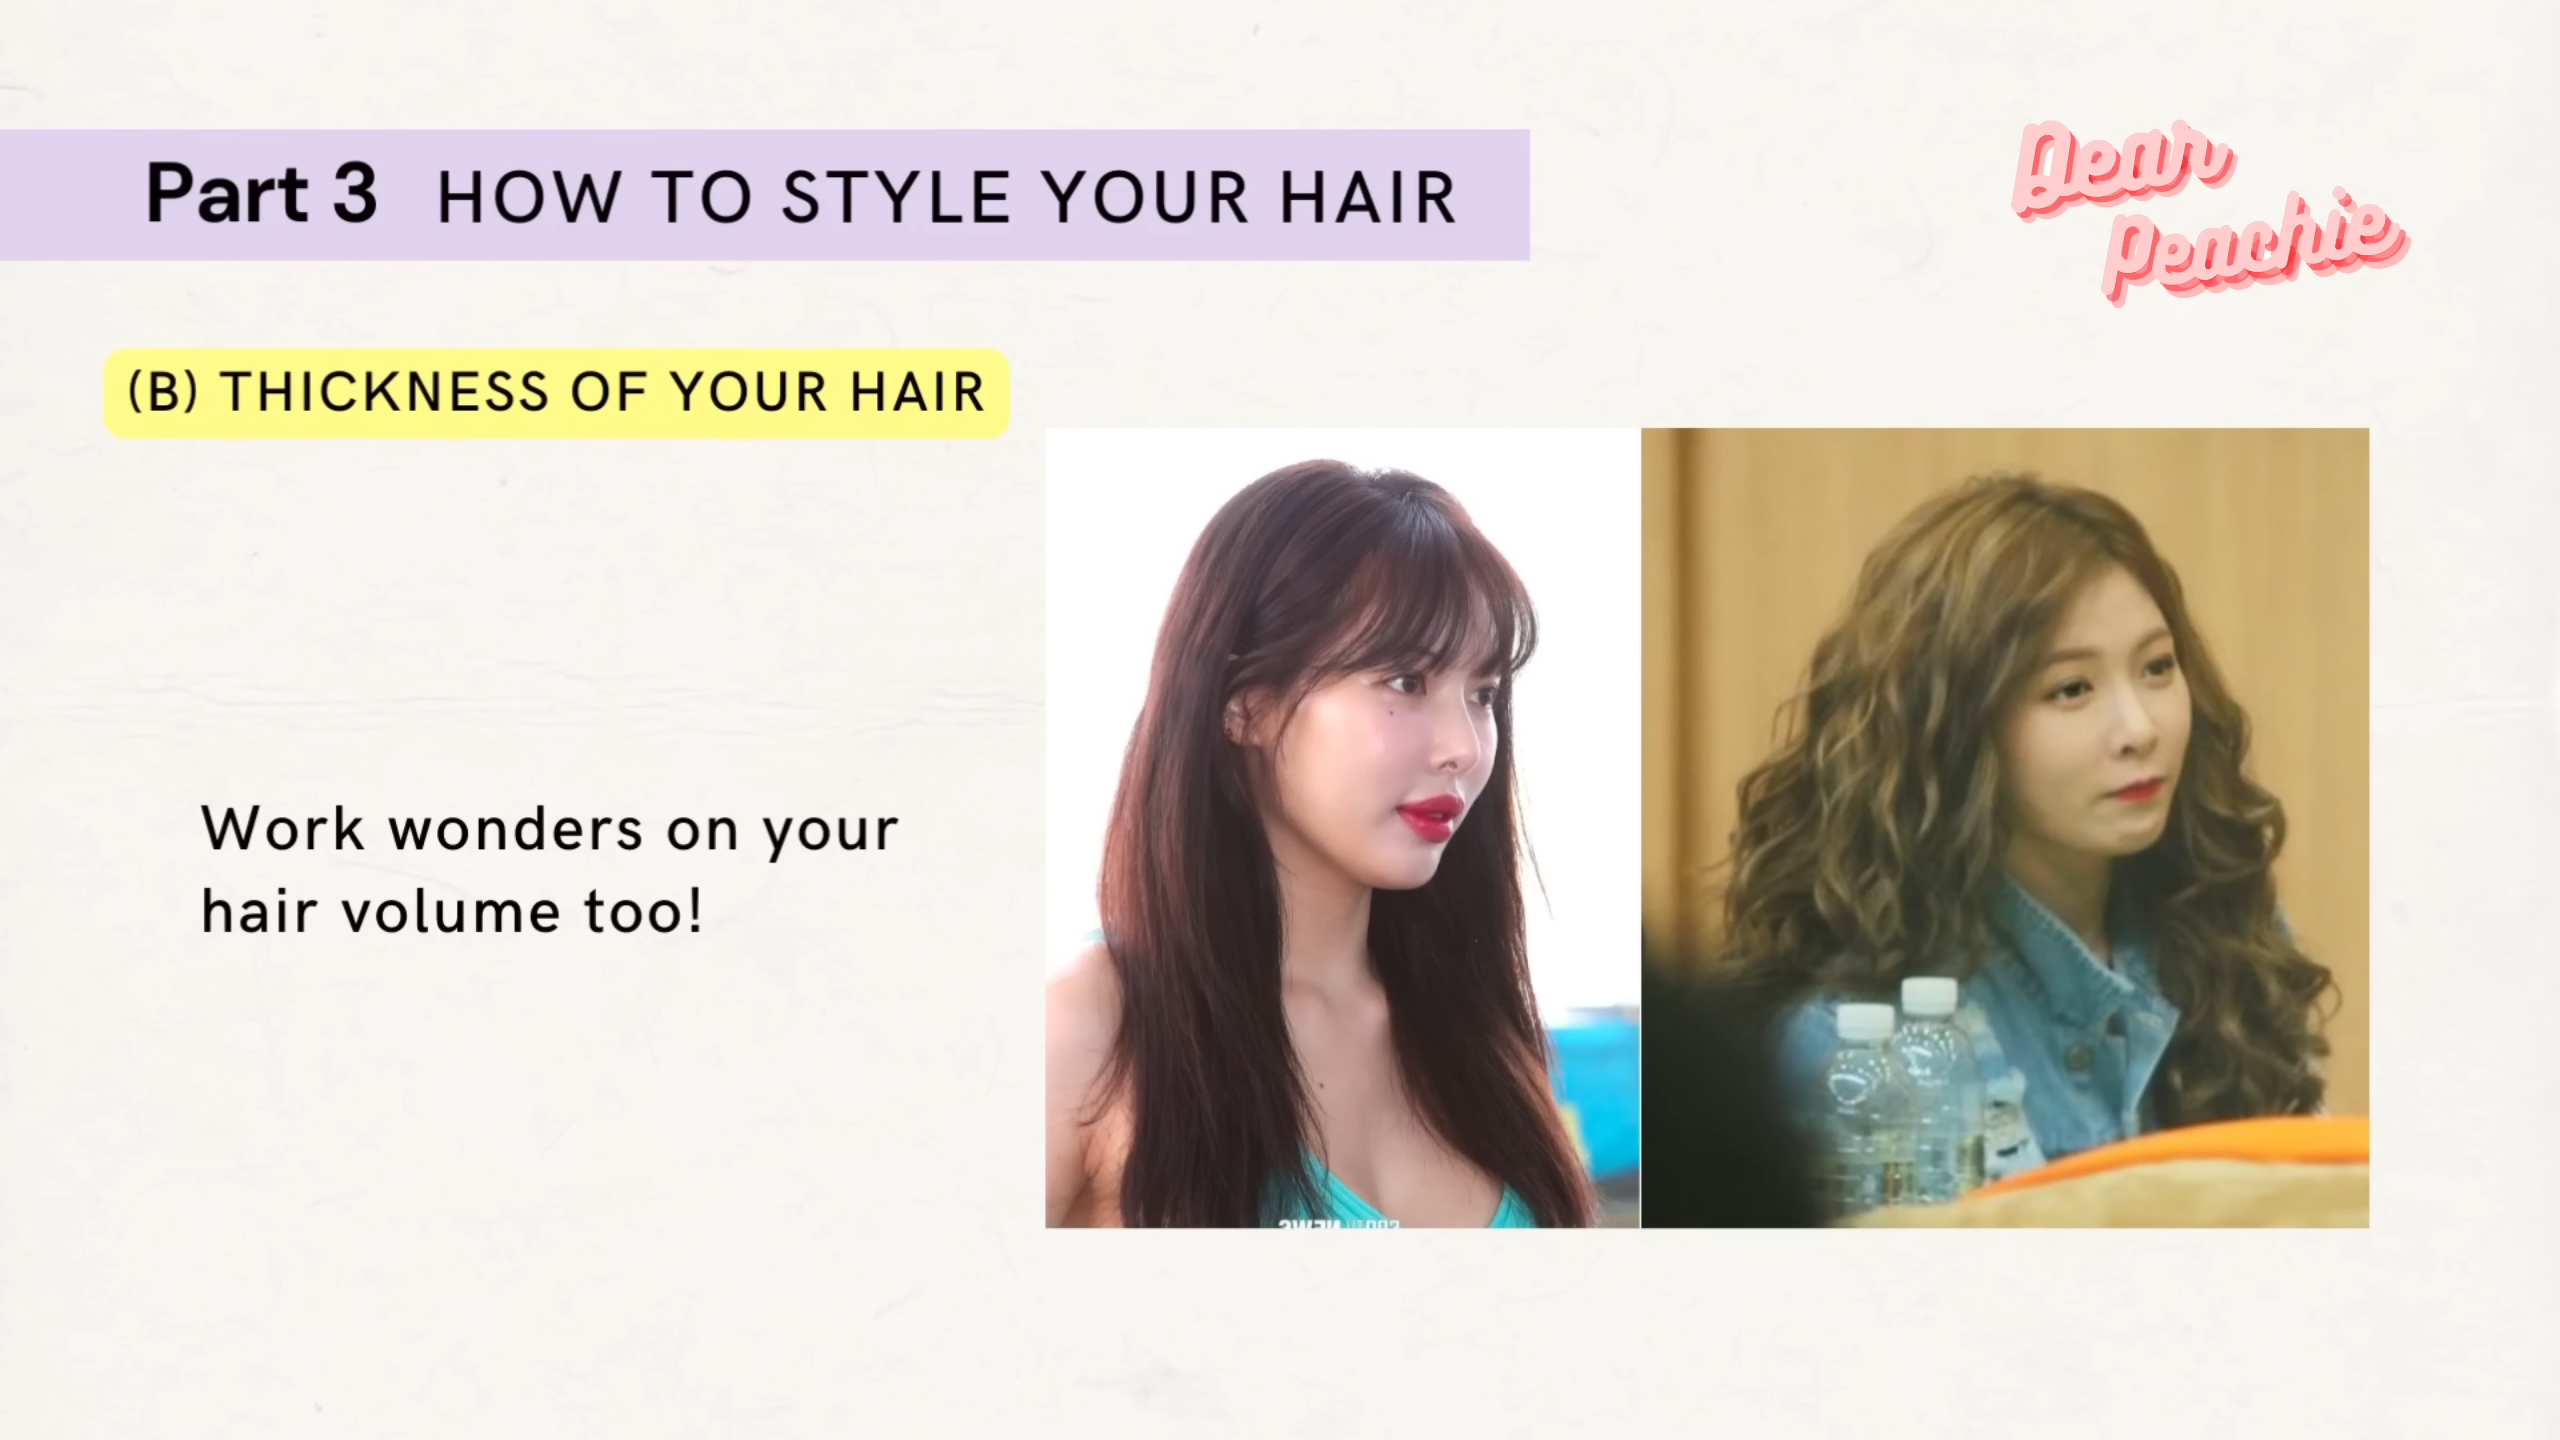 Part 3 HOW TO STYLE YOUR HAIR
Dear
Peachie
(B) THICKNESS OF YOUR HAIR
Work wonders on your
hair volume too!